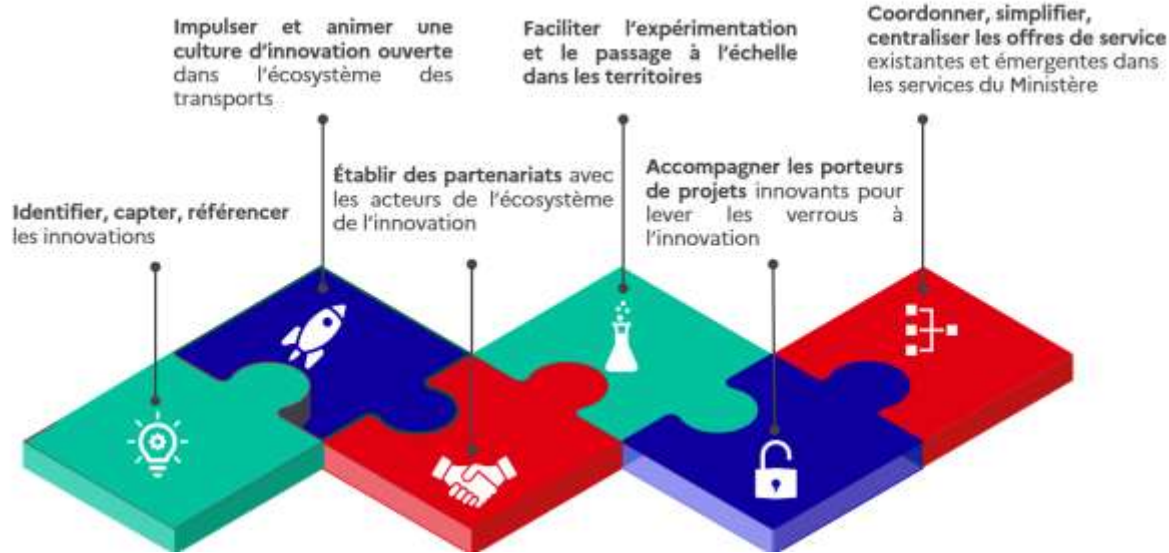 Identifier, capter, référencer
les innovations
Impulser et animer une
culture d'innovation ouverte
dans l'écosystème des
transports
Établir des partenariats avec
les acteurs de l'écosystème
de l'innovation
Faciliter l'expérimentation
et le passage à l'échelle
dans les territoires
Accompagner les porteurs
de projets innovants pour
lever les verrous à
l'innovation
Coordonner, simplifier,
centraliser les offres de service
existantes et émergentes dans
les services du Ministère